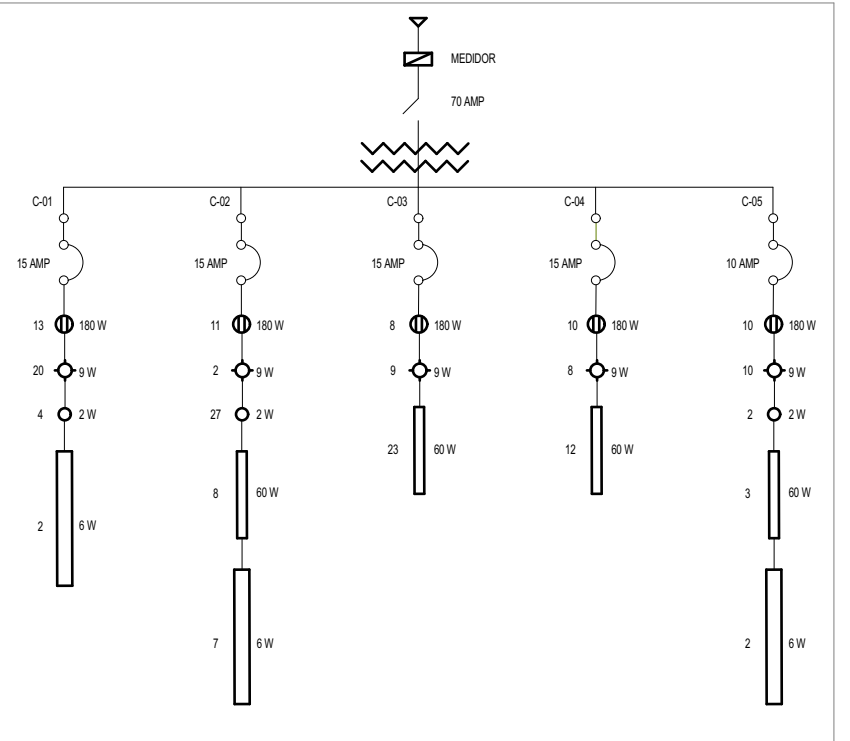 MEDIDOR
70 AMP
C-01 C-02 C-03 C-04 C-05
15 AMP 15 AMP 15 AMP 15 AMP 10 AMP
13 180 W 11 180 W 8 180 W 10 180 W 10 180 W
20 9 W 2 9 W 9 9 W 8 9 W 10 9 W
4 2 W 27 2 W 2 2 W
23 60 W 12 60 W
8 60 W 3 60 W
2 6 W
7 6 W 2 6 W